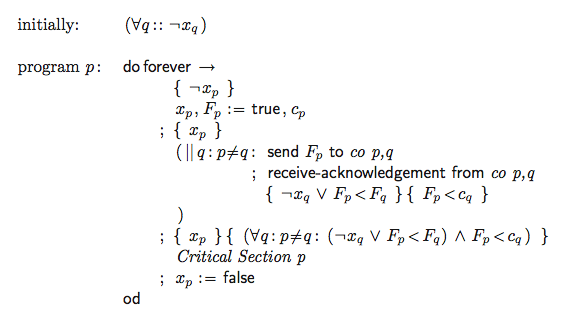 initially: (∀q :: ¬x_q)
program p: do forever →
{ ¬x_p }
x_p, F_p := true, c_p
; { x_p }
( || q : p≠q : send F_p to co p,q
; receive-acknowledgement from co p,q
{ ¬x_q ∨ F_p < F_q } { F_p < c_q }
)
; { x_p } { (∀q : p≠q : (¬x_q ∨ F_p < F_q) ∧ F_p < c_q) }
Critical Section p
; x_p := false
od